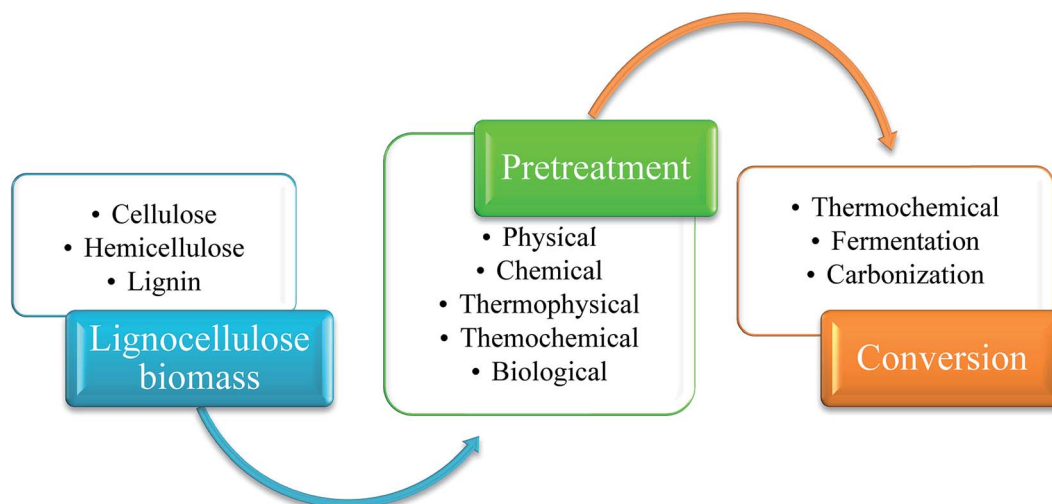 • Cellulose
• Hemicellulose
• Lignin
Lignocellulose
biomass
Pretreatment
• Physical
• Chemical
• Thermophysical
• Themochemical
• Biological
• Thermochemical
• Fermentation
• Carbonization
Conversion